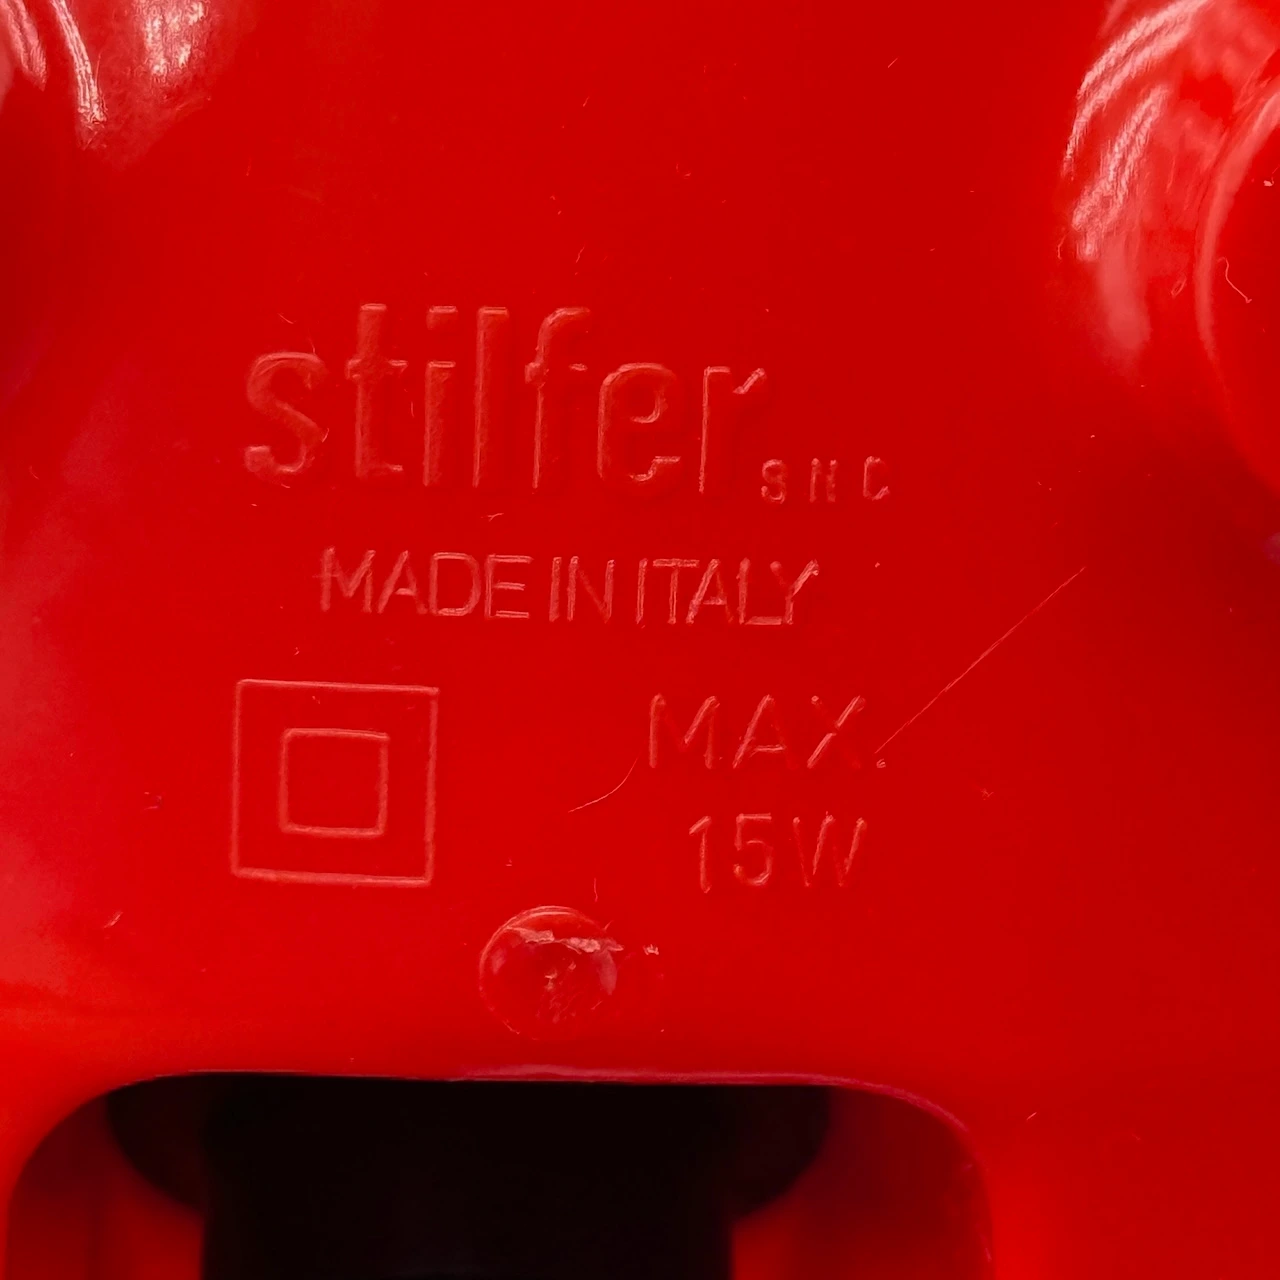 stilfer SNC
MADE IN ITALY
MAX.
15W